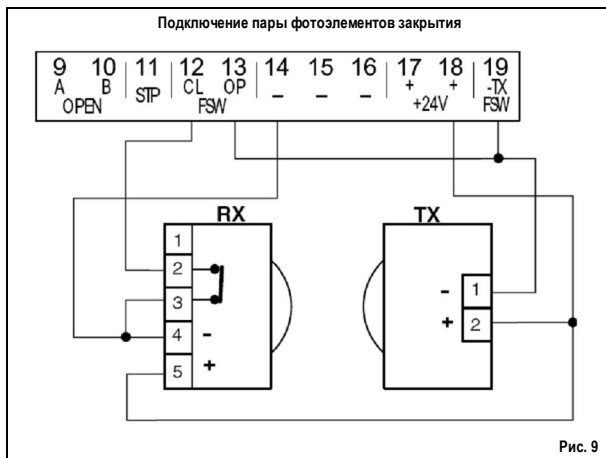 Подключение пары фотоэлементов закрытия
9 10 11 12 13 14 15 16 17 18 19
A B STP CL OP – – – + + -TX
OPEN FSW +24V FSW
RX TX
1
2
3
4 -
5 +
- 1
+ 2
Рис. 9